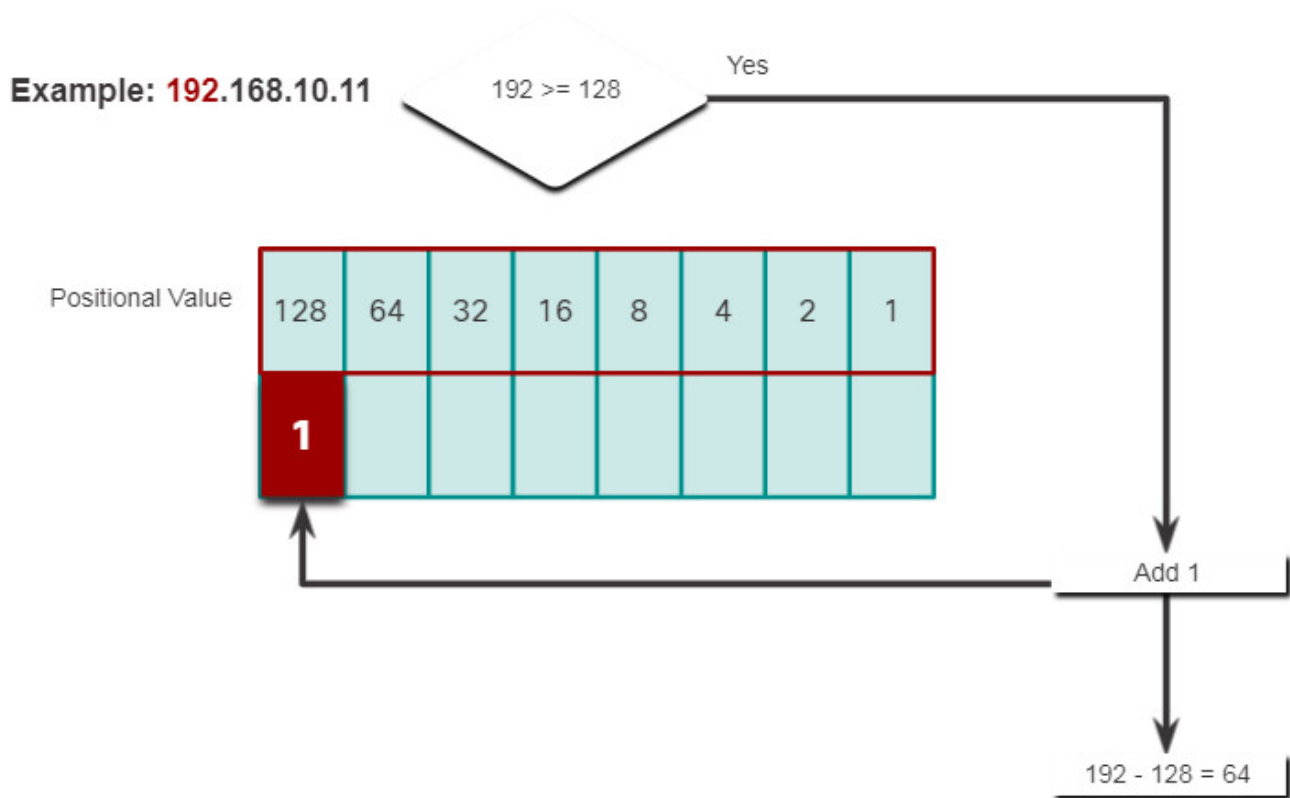 Example: 192.168.10.11
192 >= 128
Yes
Positional Value
128 64 32 16 8 4 2 1
1
Add 1
192 - 128 = 64